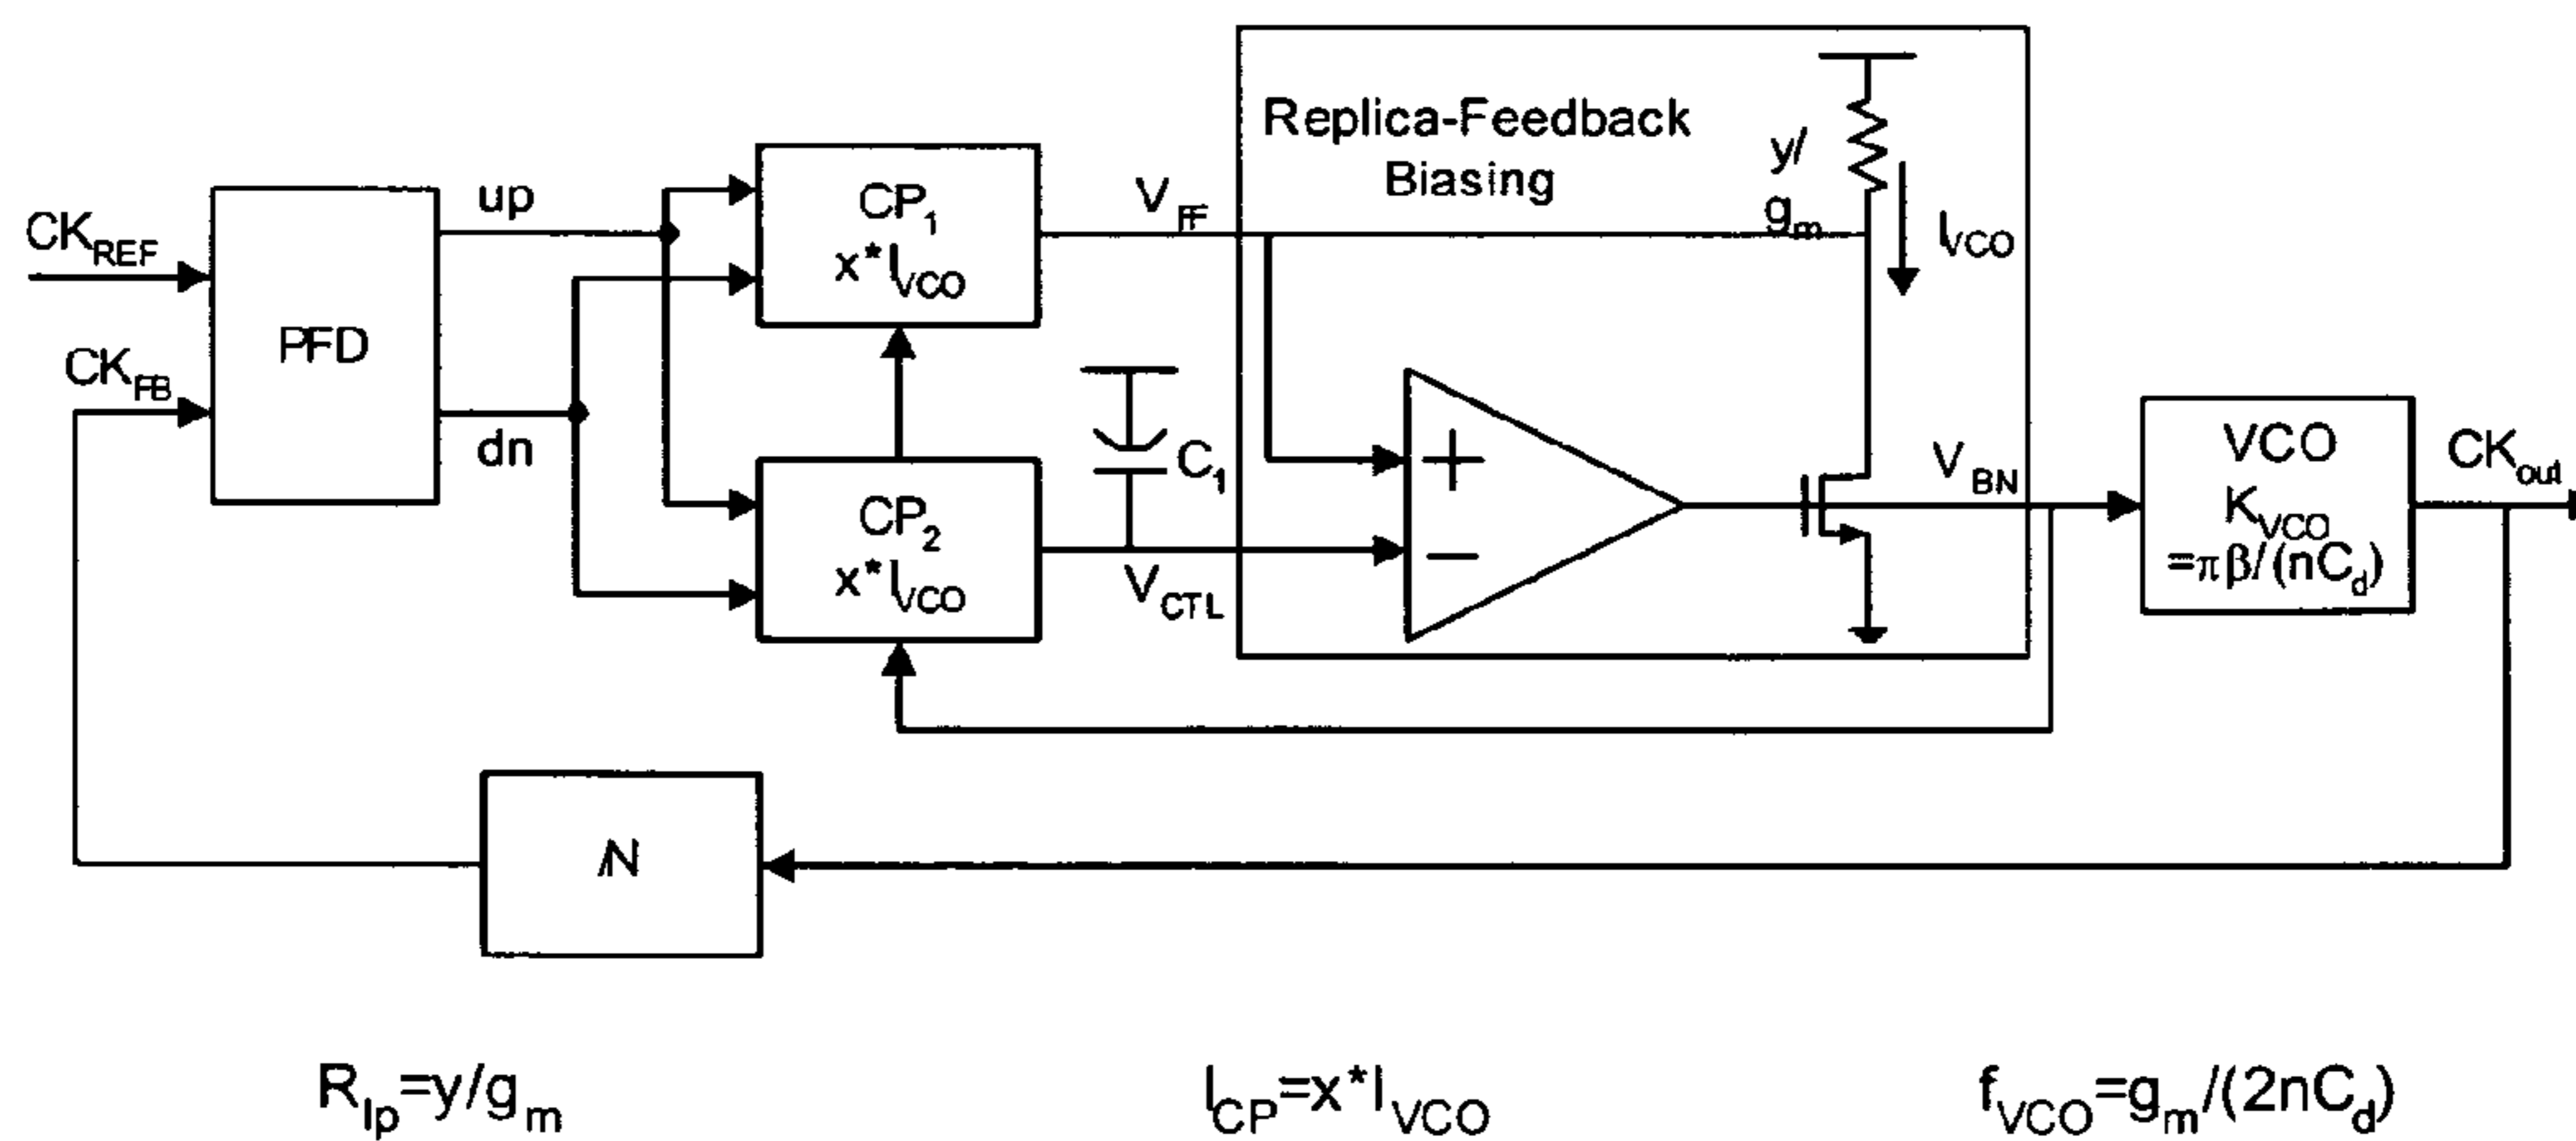 Replica-Feedback
Biasing
y/
g_m
I_VCO
CK_REF
CK_FB
PFD
up
dn
CP_1
x*I_VCO
V_FF
CP_2
x*I_VCO
C_1
V_CTL
+
−
V_BN
VCO
K_VCO
=πβ/(nC_d)
CK_out
/N
R_lp=y/g_m
I_CP=x*I_VCO
f_VCO=g_m/(2nC_d)